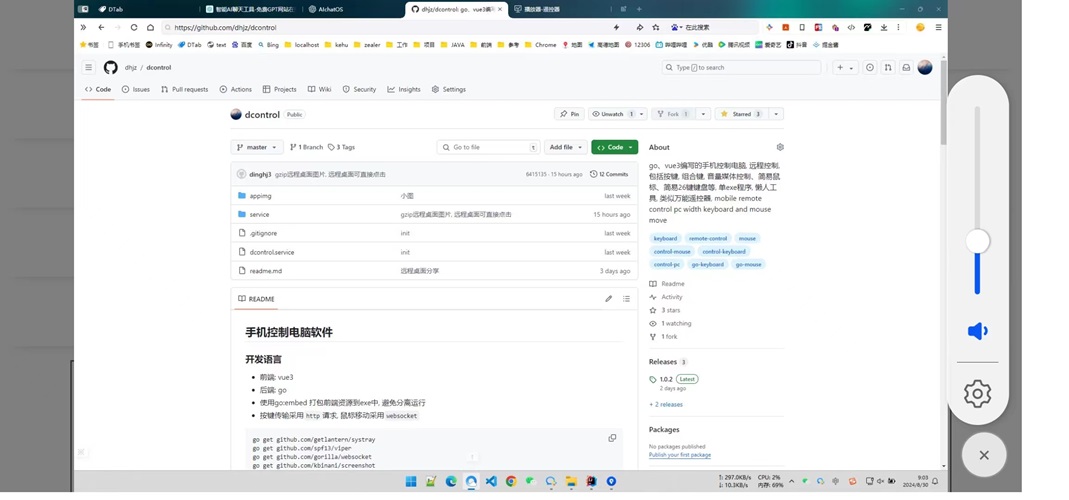 DTab
智能AI聊天工具-免费GPT网站在
AIchatOS
dhjz/dcontrol: go、vue3编写
播放器-遥控器
https://github.com/dhjz/dcontrol
在此搜索
书签
手机书签
Infinity
DTab
text
百度
Bing
localhost
kehu
zealer
工作
项目
JAVA
前端
参考
Chrome
地图
高德地图
12306
哔哩哔哩
优酷
腾讯视频
爱奇艺
抖音
掘金酱
dhjz / dcontrol
Type / to search
Code
Issues
Pull requests
Actions
Projects
Wiki
Security
Insights
Settings
dcontrol Public
Pin
Unwatch 1
Fork 1
Starred 3
master
1 Branch
3 Tags
Go to file
t
Add file
Code
dinghj3 gzip远程桌面图片, 远程桌面可直接点击
8415135 · 15 hours ago
12 Commits
appimg 小图 last week
service gzip远程桌面图片, 远程桌面可直接点击 15 hours ago
.gitignore init last week
dcontrol.service init last week
readme.md 远程桌面分享 3 days ago
README
手机控制电脑软件
开发语言
前端: vue3
后端: go
使用go:embed 打包前端资源到exe中, 避免分离运行
按键传输采用 http 请求, 鼠标移动采用 websocket
go get github.com/getlantern/systray
go get github.com/spf13/viper
go get github.com/gorilla/websocket
go get github.com/kbinani/screenshot
About
go、vue3编写的手机控制电脑, 远程控制,
包括按键, 组合键, 音量媒体控制、简易鼠
标、简易26键键盘等, 单exe程序, 懒人工
具, 类似万能遥控器, mobile remote
control pc width keyboard and mouse
move
keyboard
remote-control
mouse
control-mouse
control-keyboard
control-pc
go-keyboard
go-mouse
Readme
Activity
3 stars
1 watching
1 fork
Releases 3
1.0.2 Latest
2 days ago
+ 2 releases
Packages
No packages published
Publish your first package
↑: 297.0KB/s
↓: 10.3KB/s
CPU: 2%
内存: 69%
9:03
2024/8/30